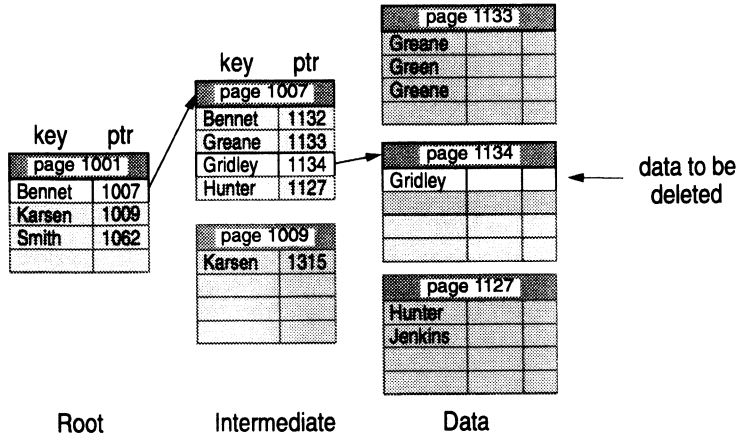 key ptr
page 1001
Bennet 1007
Karsen 1009
Smith 1062
key ptr
page 1007
Bennet 1132
Greane 1133
Gridley 1134
Hunter 1127
page 1009
Karsen 1315
page 1133
Greane
Green
Greene
page 1134
Gridley
data to be
deleted
page 1127
Hunter
Jenkins
Root Intermediate Data